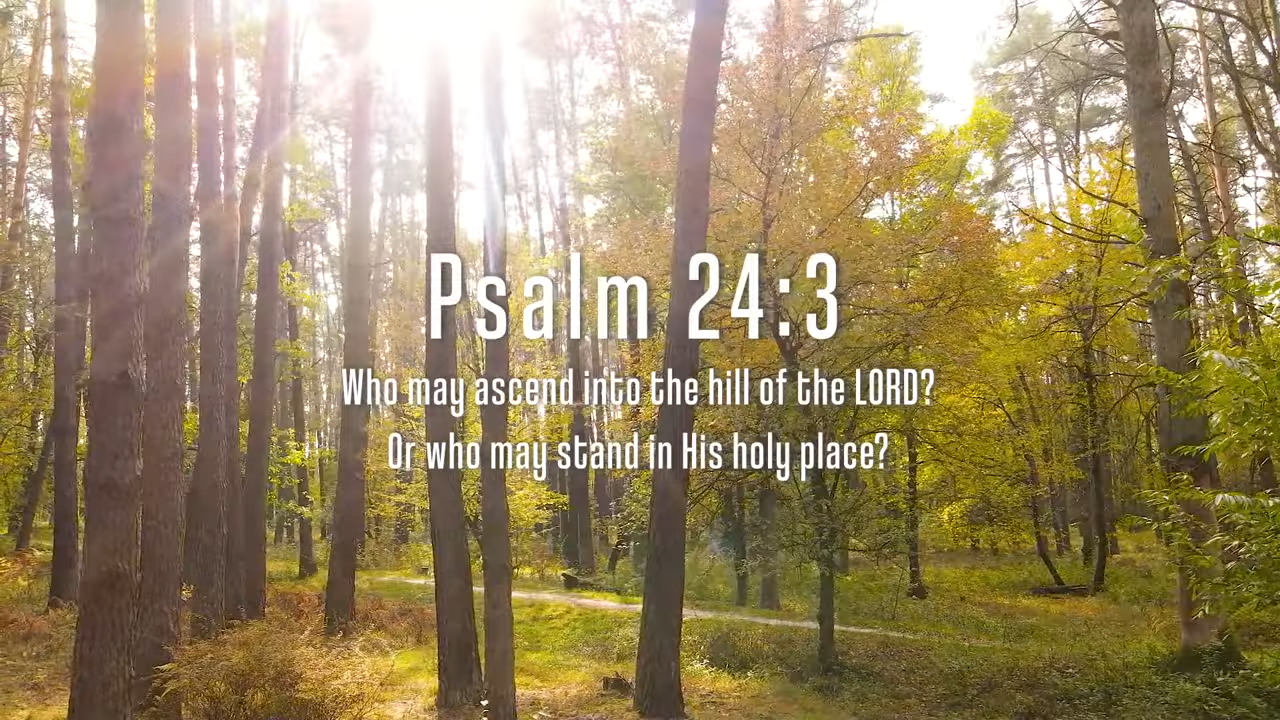 Psalm 24:3
Who may ascend into the hill of the LORD?
Or who may stand in His holy place?